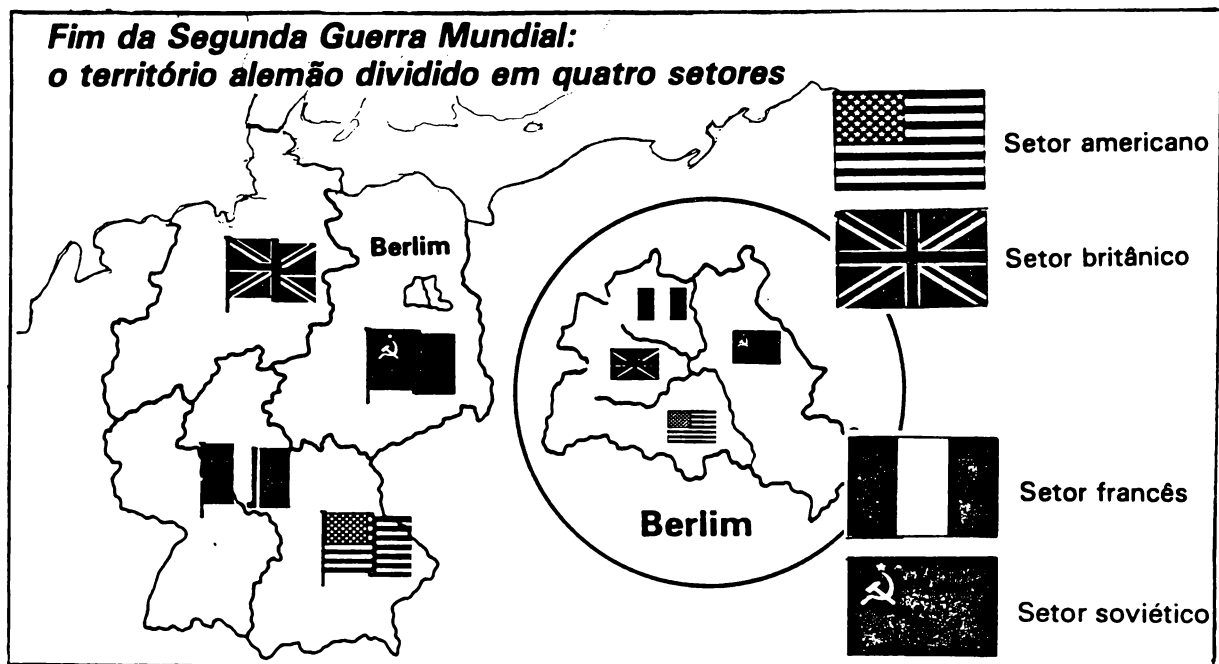 Fim da Segunda Guerra Mundial:
o território alemão dividido em quatro setores
Setor americano
Setor britânico
Berlim
Berlim
Setor francês
Setor soviético